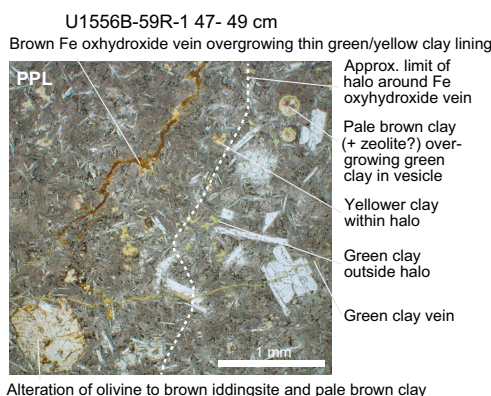 U1556B-59R-1 47- 49 cm
Brown Fe oxhydroxide vein overgrowing thin green/yellow clay lining
PPL
Approx. limit of
halo around Fe
oxyhydroxide vein
Pale brown clay
(+ zeolite?) over-
growing green
clay in vesicle
Yellower clay
within halo
Green clay
outside halo
Green clay vein
1 mm
Alteration of olivine to brown iddingsite and pale brown clay